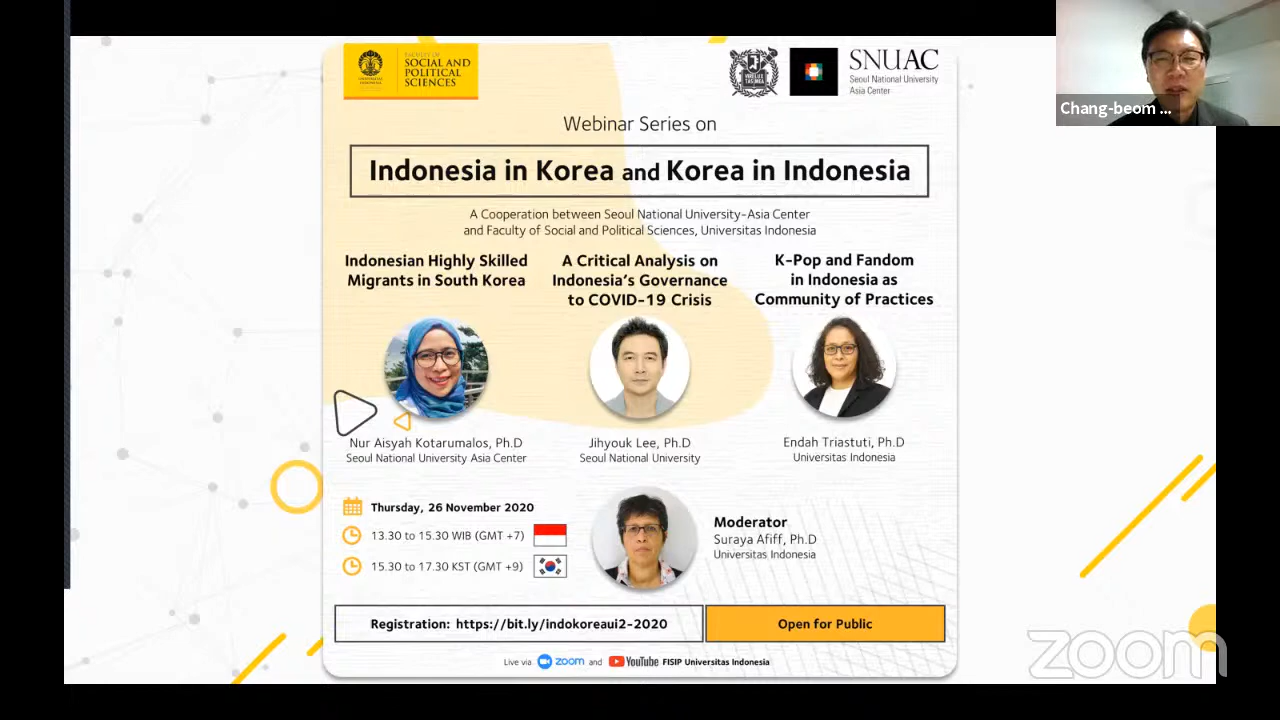 FACULTY OF
SOCIAL AND
POLITICAL
SCIENCES
SNUAC
Seoul National University
Asia Center
Chang-beom ...
Webinar Series on
Indonesia in Korea and Korea in Indonesia
A Cooperation between Seoul National University-Asia Center
and Faculty of Social and Political Sciences, Universitas Indonesia
Indonesian Highly Skilled
Migrants in South Korea
A Critical Analysis on
Indonesia's Governance
to COVID-19 Crisis
K-Pop and Fandom
in Indonesia as
Community of Practices
Nur Aisyah Kotarumalos, Ph.D
Seoul National University Asia Center
Jihyouk Lee, Ph.D
Seoul National University
Endah Triastuti, Ph.D
Universitas Indonesia
Thursday, 26 November 2020
13.30 to 15.30 WIB (GMT +7)
15.30 to 17.30 KST (GMT +9)
Moderator
Suraya Afiff, Ph.D
Universitas Indonesia
Registration: https://bit.ly/indokoreaui2-2020
Open for Public
Live via zoom and YouTube FISIP Universitas Indonesia
zoom